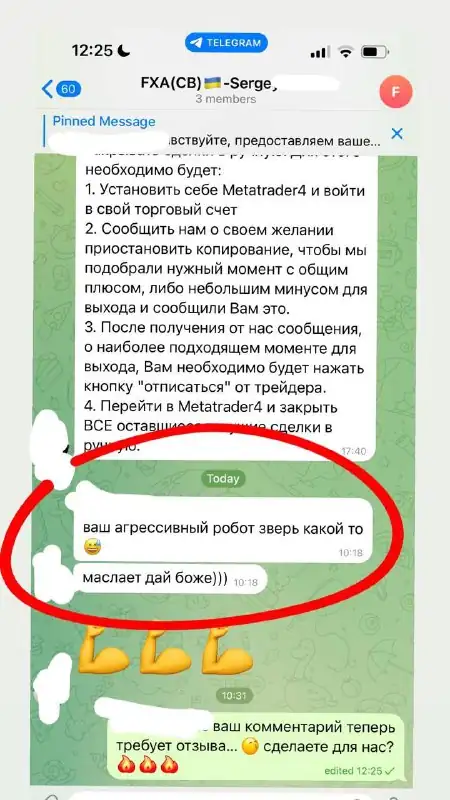 12:25
TELEGRAM
60
FXA(CB)🇺🇦-Serge
3 members
F
Pinned Message
вствуйте, предоставляем ваше...
необходимо будет:
1. Установить себе Metatrader4 и войти
в свой торговый счет
2. Сообщить нам о своем желании
приостановить копирование, чтобы мы
подобрали нужный момент с общим
плюсом, либо небольшим минусом для
выхода и сообщили Вам это.
3. После получения от нас сообщения,
о наиболее подходящем моменте для
выхода, Вам необходимо будет нажать
кнопку "отписаться" от трейдера.
4. Перейти в Metatrader4 и закрыть
ВСЕ сделки в
ручную.
17:40
Today
ваш агрессивный робот зверь какой то
😅
10:18
маслает дай боже))) 10:18
💪💪💪
10:31
ваш комментарий теперь
требует отзыва... 🤔 сделаете для нас?
🔥🔥🔥
edited 12:25